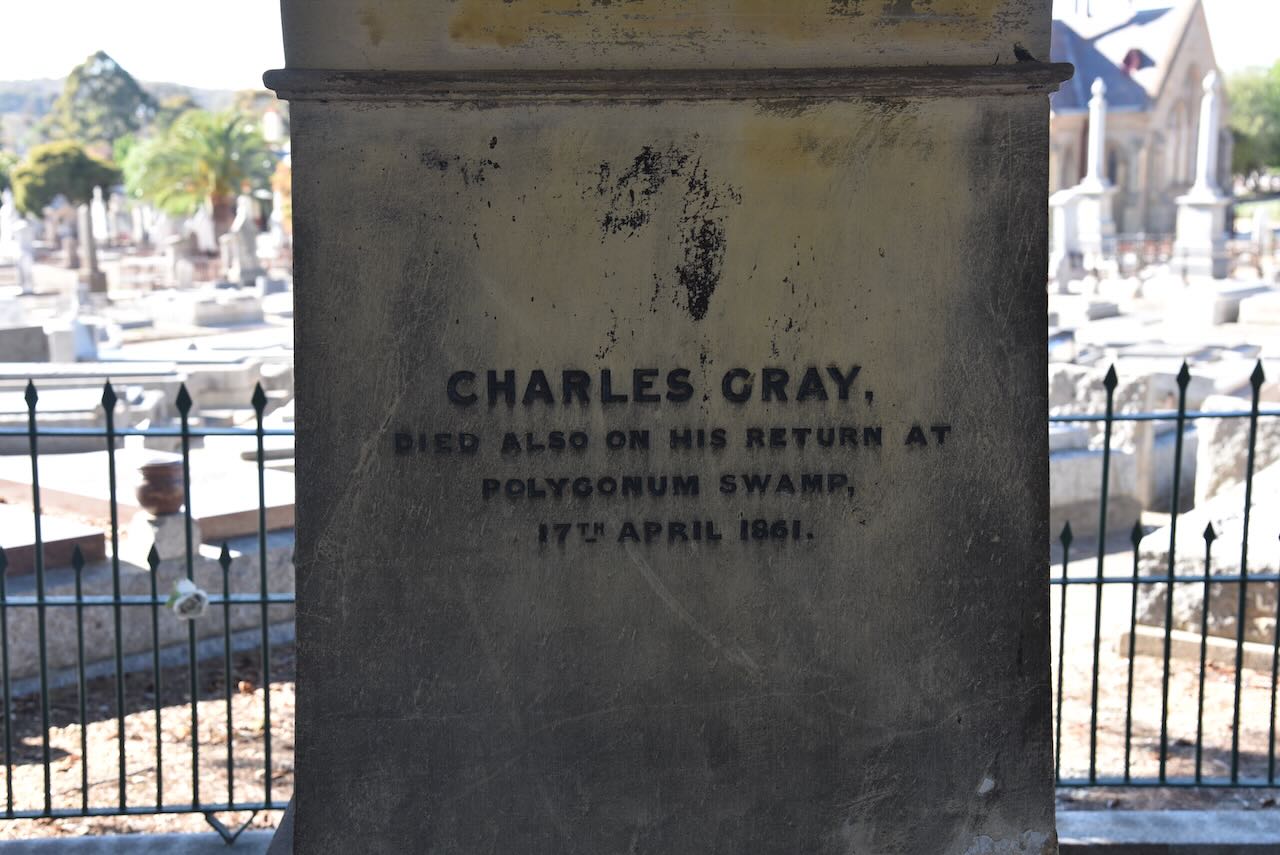 CHARLES GRAY,
DIED ALSO ON HIS RETURN AT
POLYGONUM SWAMP,
17TH APRIL 1861.